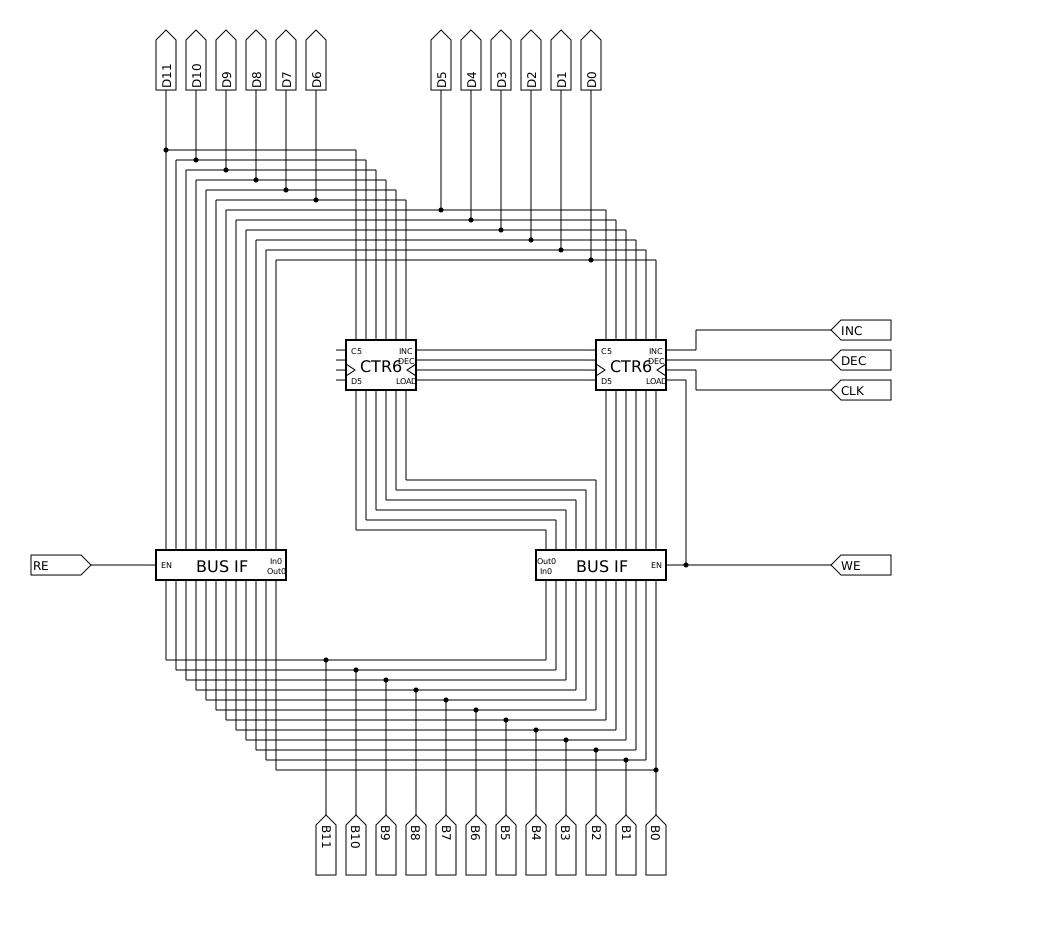 D11 D10 D9 D8 D7 D6 D5 D4 D3 D2 D1 D0
INC
C5 INC C5 INC
DEC DEC DEC
CTR6 CTR6
D5 LOAD D5 LOAD
CLK
RE EN BUS IF In0 Out0 Out0 In0 BUS IF EN WE
B11 B10 B9 B8 B7 B6 B5 B4 B3 B2 B1 B0